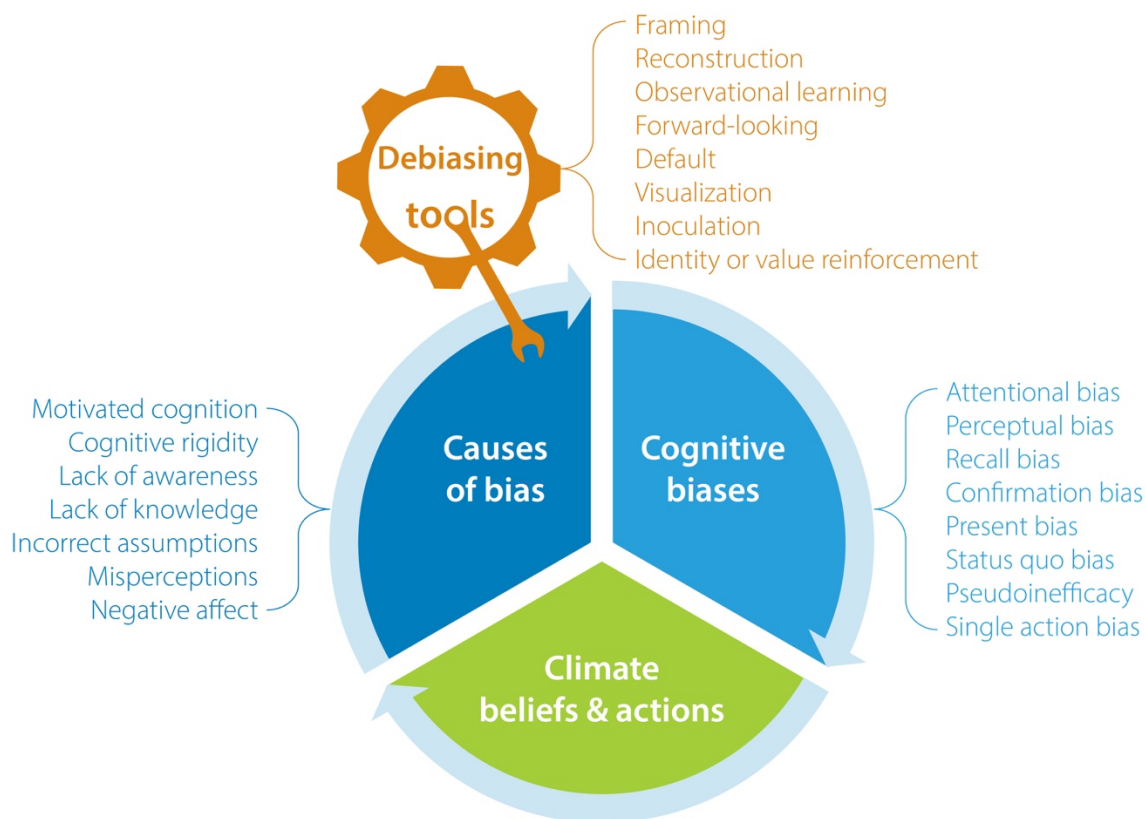 Framing
Reconstruction
Observational learning
Forward-looking
Default
Visualization
Inoculation
Identity or value reinforcement
Debiasing
tools
Motivated cognition
Cognitive rigidity
Lack of awareness
Lack of knowledge
Incorrect assumptions
Misperceptions
Negative affect
Causes
of bias
Cognitive
biases
Attentional bias
Perceptual bias
Recall bias
Confirmation bias
Present bias
Status quo bias
Pseudoinefficacy
Single action bias
Climate
beliefs & actions